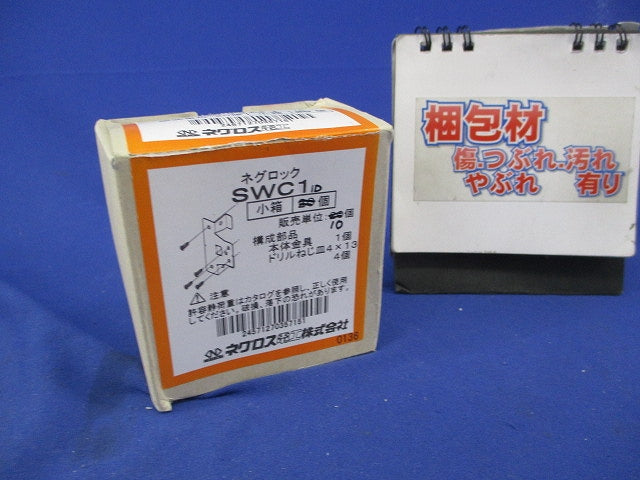 ネグロス電工
ネグロック
SWC1
10
小箱 個
販売単位: 個
10
構成部品
本体金具 1個
ドリルねじ皿4×13
4個
注意
許容静荷重はカタログを参照し、正しく使用
してください。破損、落下の恐れがあります。
ネグロス電工株式会社
0136
梱包材
傷.つぶれ.汚れ
やぶれ 有り